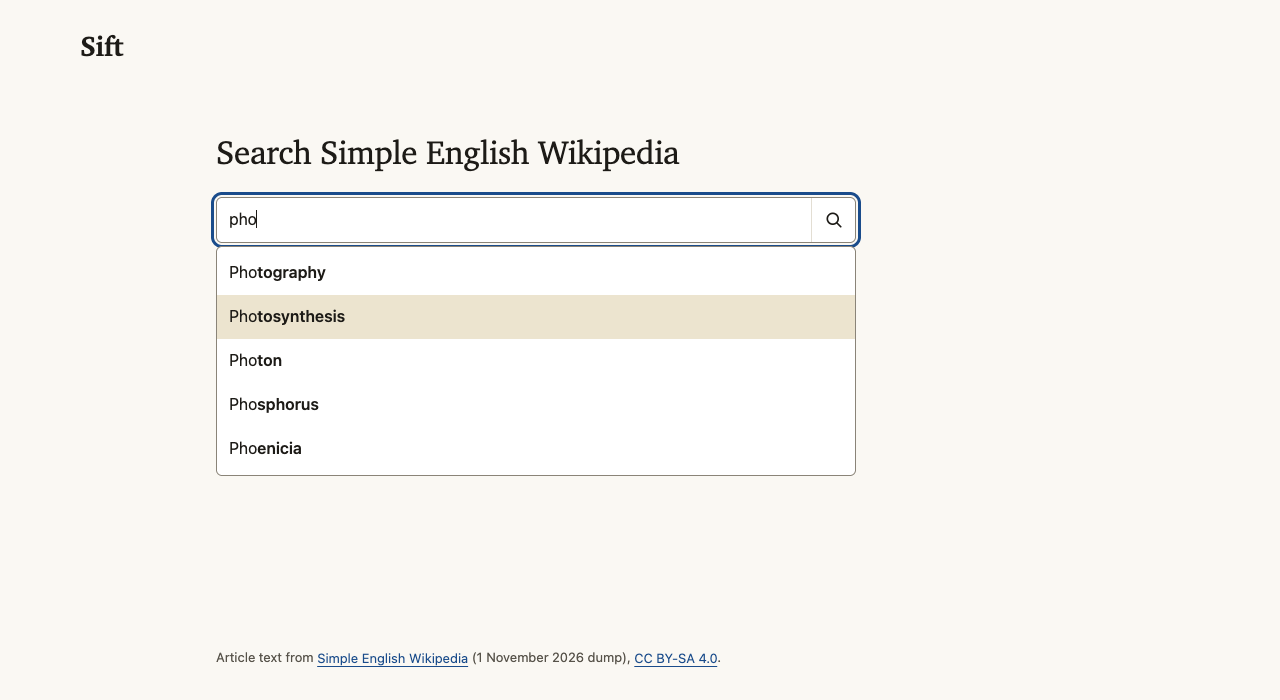 Sift
Search Simple English Wikipedia
pho
Photography
Photosynthesis
Photon
Phosphorus
Phoenicia
Article text from Simple English Wikipedia (1 November 2026 dump), CC BY-SA 4.0.